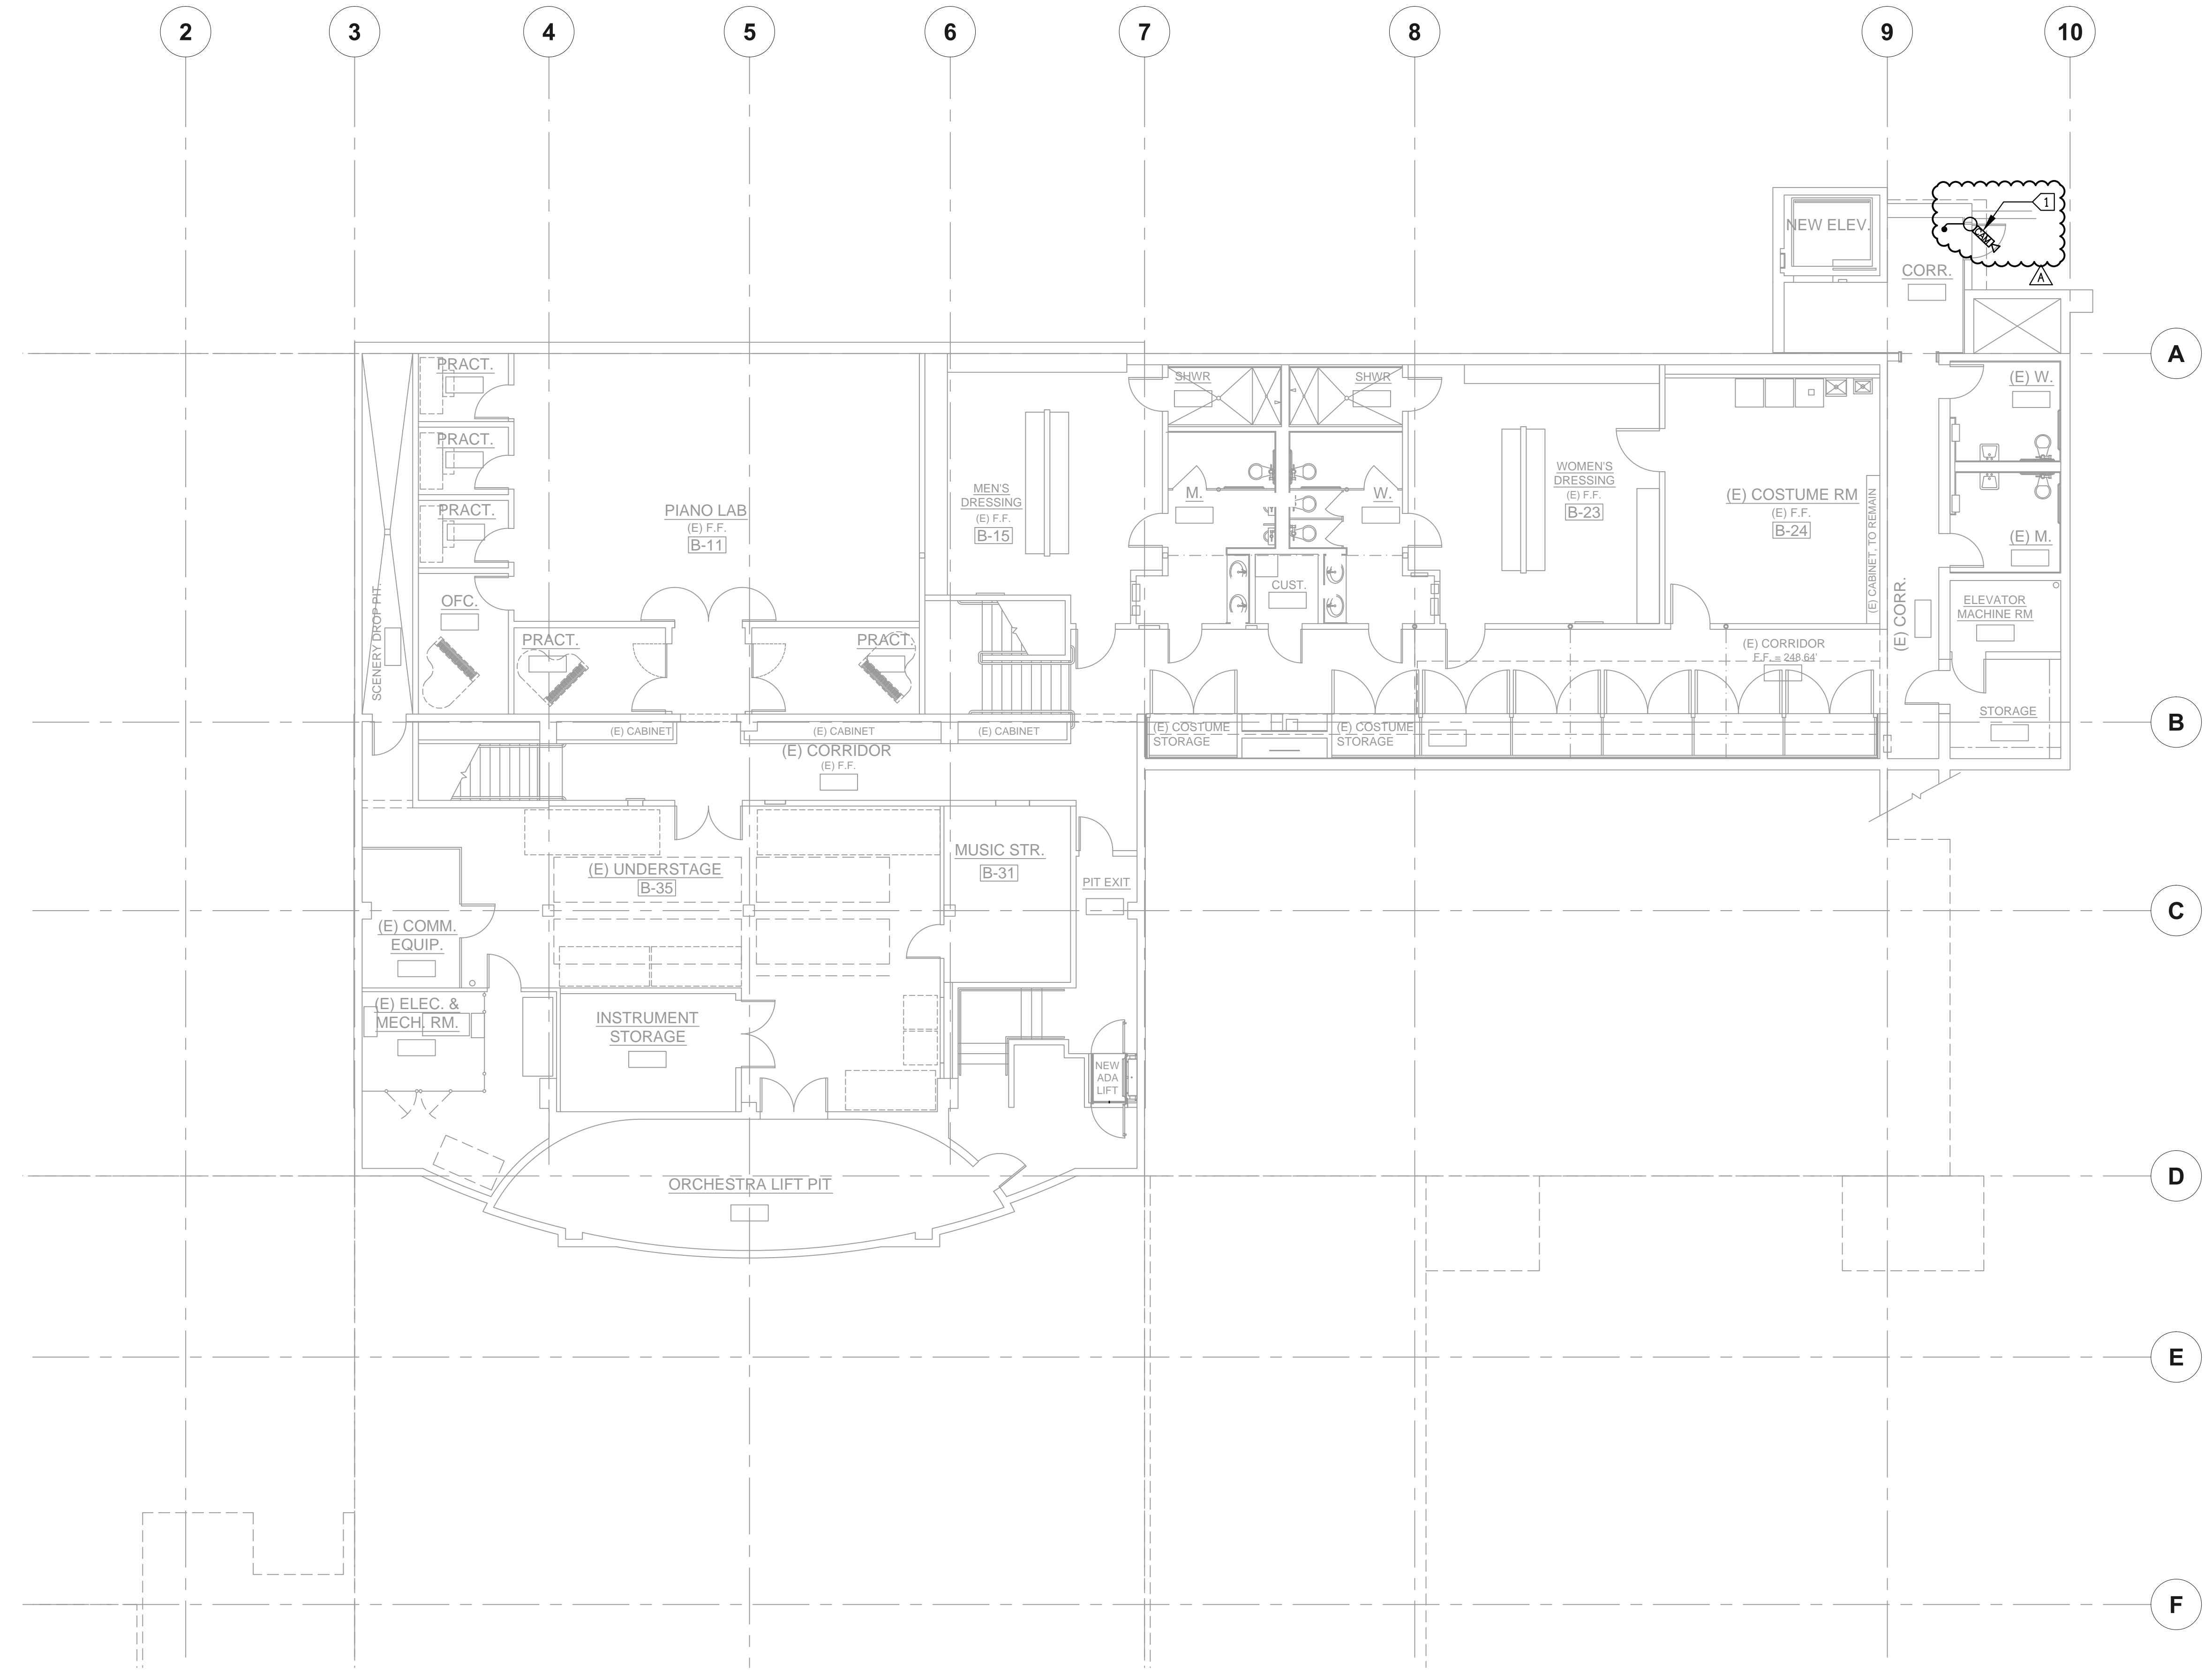 2
3
4
5
6
7
8
9
10
1
CAM
A
NEW ELEV.
CORR.
A
PRACT.
PRACT.
PRACT.
SCENERY DROP PIT.
OFC.
PIANO LAB
(E) F.F.
B-11
PRACT.
PRACT.
MEN'S
DRESSING
(E) F.F.
B-15
SHWR
SHWR
M.
W.
CUST.
WOMEN'S
DRESSING
(E) F.F.
B-23
(E) COSTUME RM
(E) F.F.
B-24
(E) CABINET, TO REMAIN
(E) CORR.
(E) W.
(E) M.
ELEVATOR
MACHINE RM
(E) CORRIDOR
F.F. = 248.64'
STORAGE
B
(E) CABINET
(E) CABINET
(E) CABINET
(E) COSTUME
STORAGE
(E) COSTUME
STORAGE
(E) CORRIDOR
(E) F.F.
(E) UNDERSTAGE
B-35
MUSIC STR.
B-31
PIT EXIT
C
(E) COMM.
EQUIP.
(E) ELEC. &
MECH. RM.
INSTRUMENT
STORAGE
NEW
ADA
LIFT
D
ORCHESTRA LIFT PIT
E
F